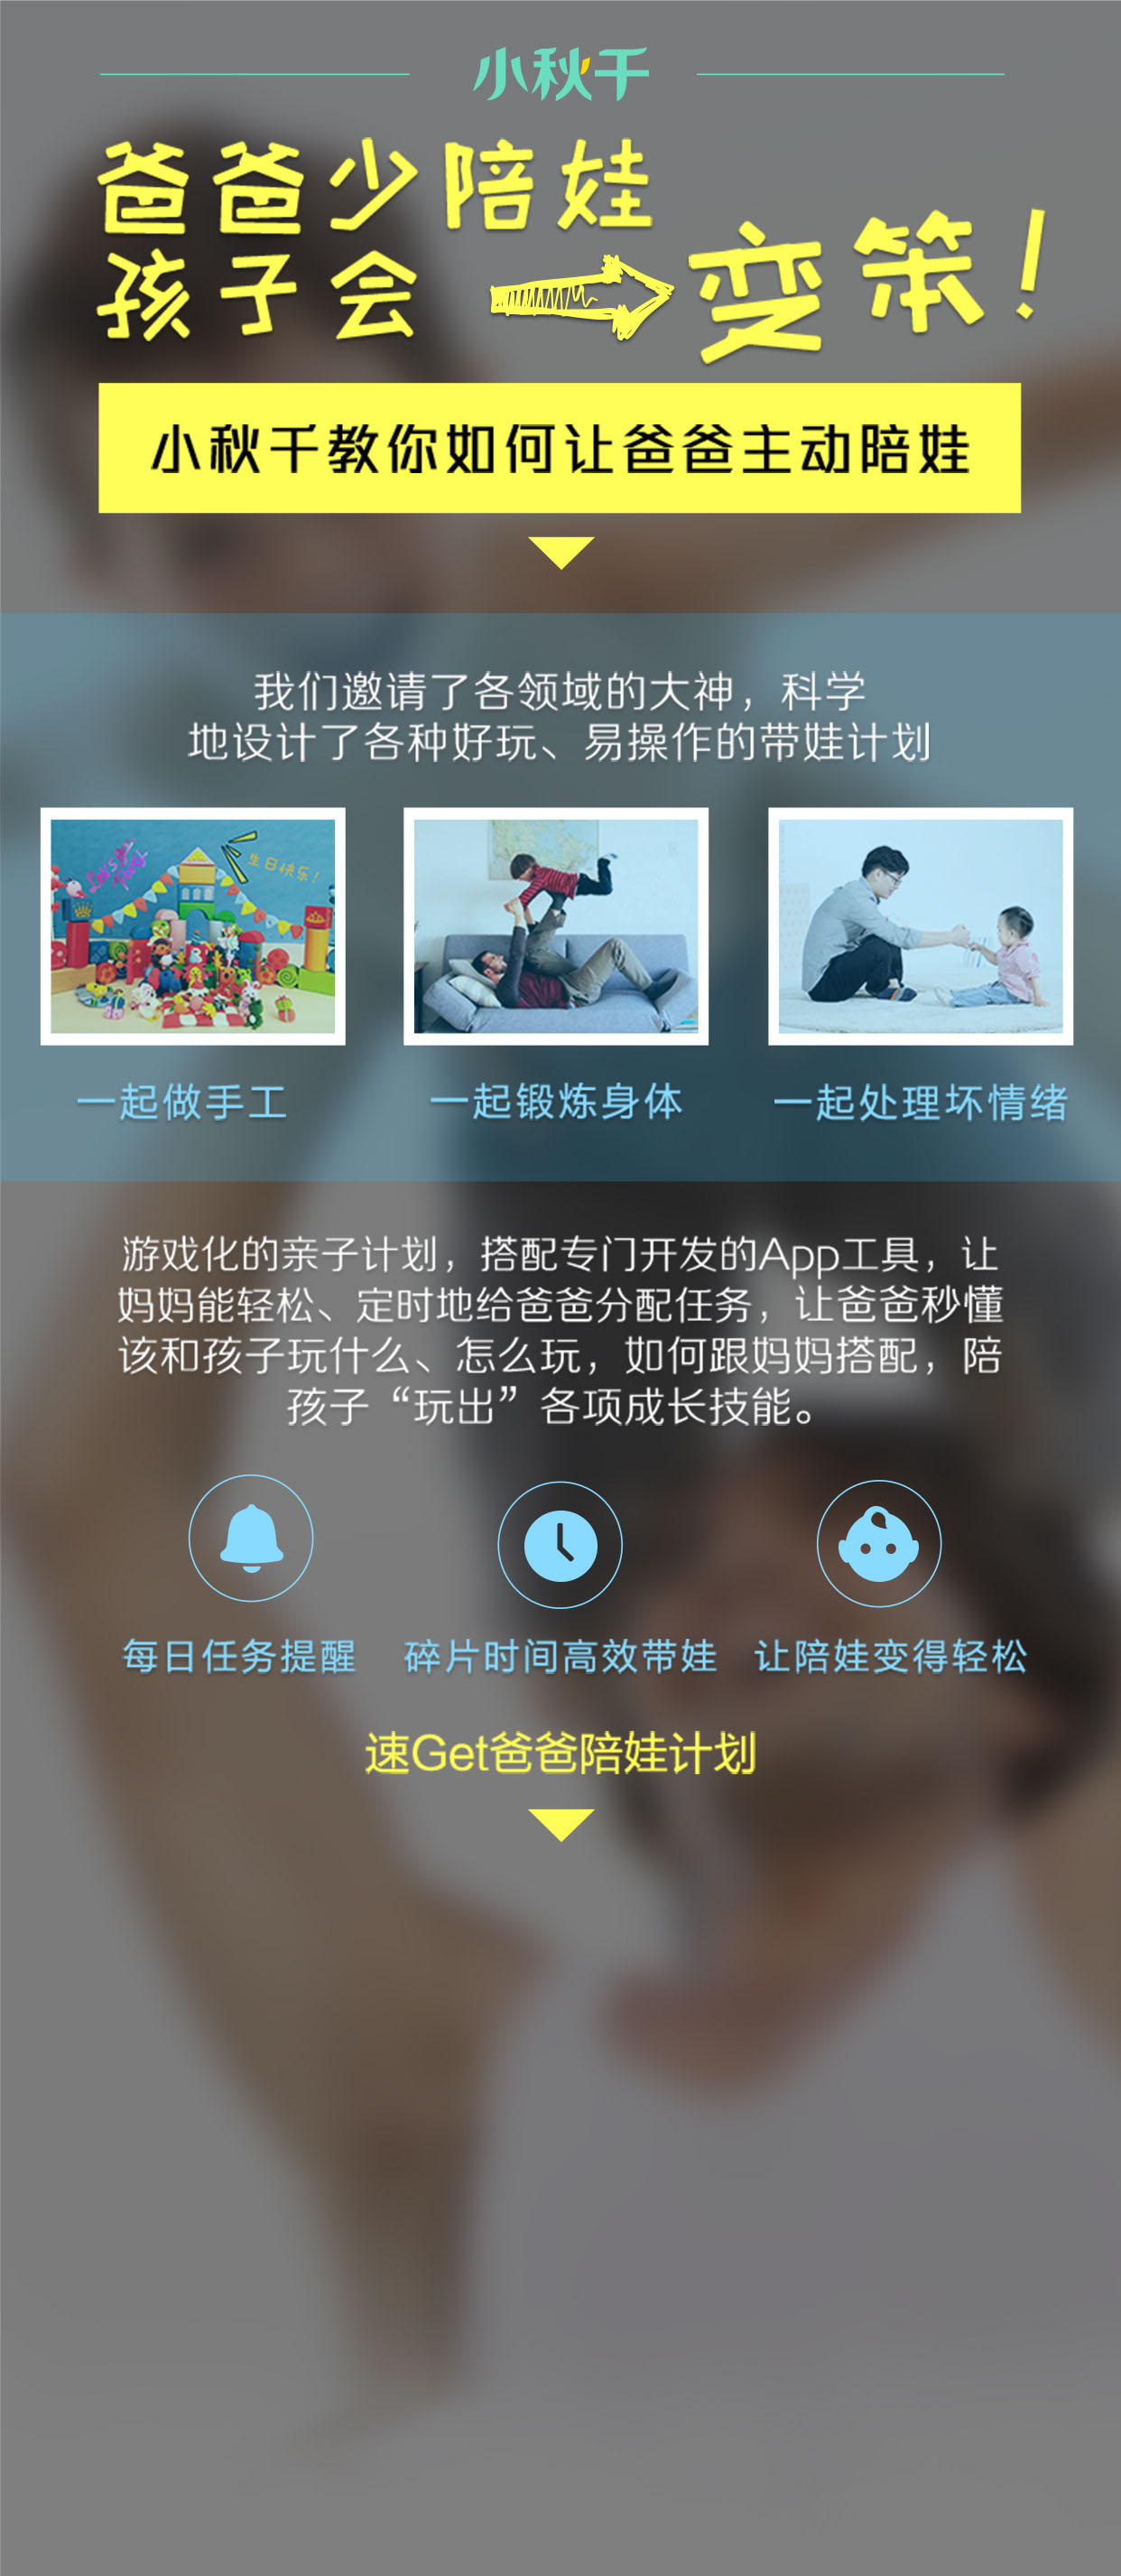 小秋千
爸爸少陪娃
孩子会
变笨！
小秋千教你如何让爸爸主动陪娃
我们邀请了各领域的大神，科学
地设计了各种好玩、易操作的带娃计划
Let's go party
生日快乐！
一起做手工
一起锻炼身体
一起处理坏情绪
游戏化的亲子计划，搭配专门开发的App工具，让
妈妈能轻松、定时地给爸爸分配任务，让爸爸秒懂
该和孩子玩什么、怎么玩，如何跟妈妈搭配，陪
孩子“玩出”各项成长技能。
每日任务提醒
碎片时间高效带娃
让陪娃变得轻松
速Get爸爸陪娃计划